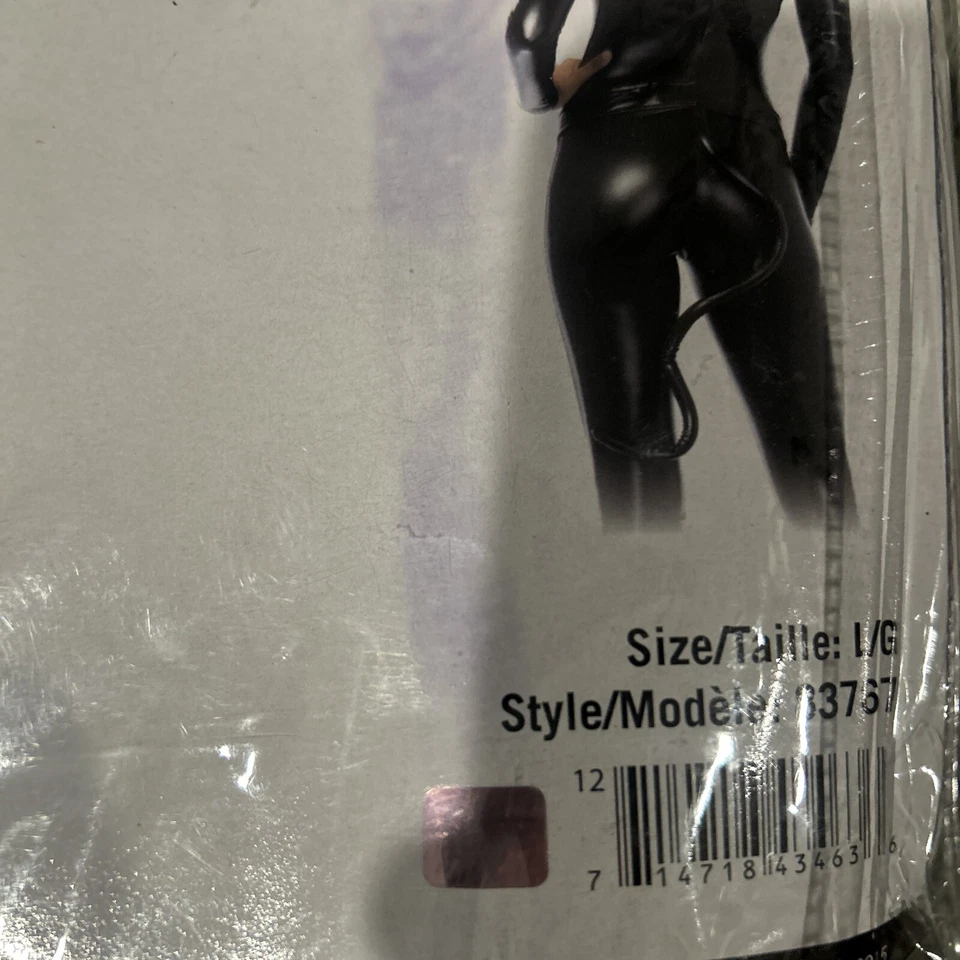 Size/Taille: L/G
Style/Modèle: 83767
12
7 14718 43463 6